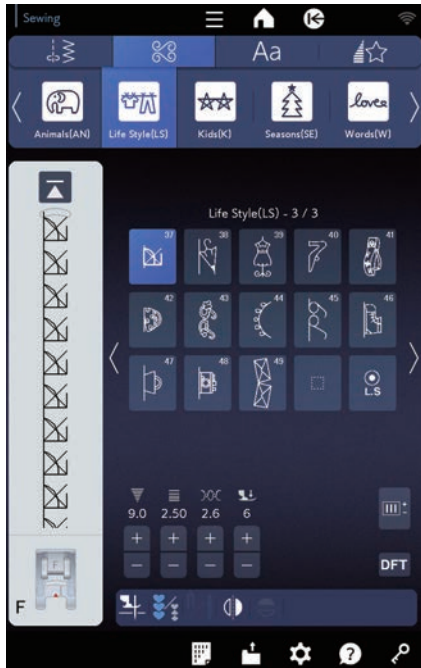 Sewing
Aa
Animals(AN) Life Style(LS) Kids(K) Seasons(SE) Words(W)
love
Life Style(LS) - 3 / 3
37 38 39 40 41
42 43 44 45 46
47 48 49
L.S
9.0 2.50 2.6 6
+ + + +
− − − −
DFT
F
F
?